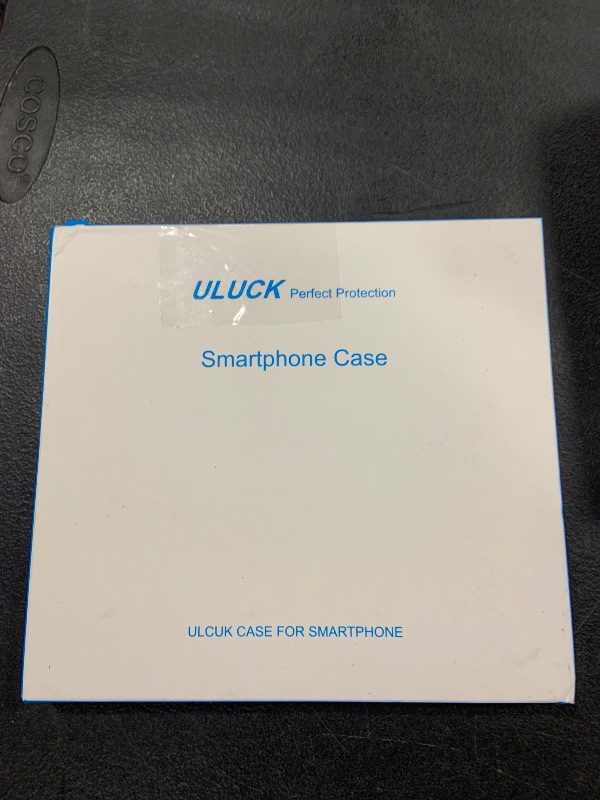 COSCO®
ULUCK Perfect Protection
Smartphone Case
ULCUK CASE FOR SMARTPHONE